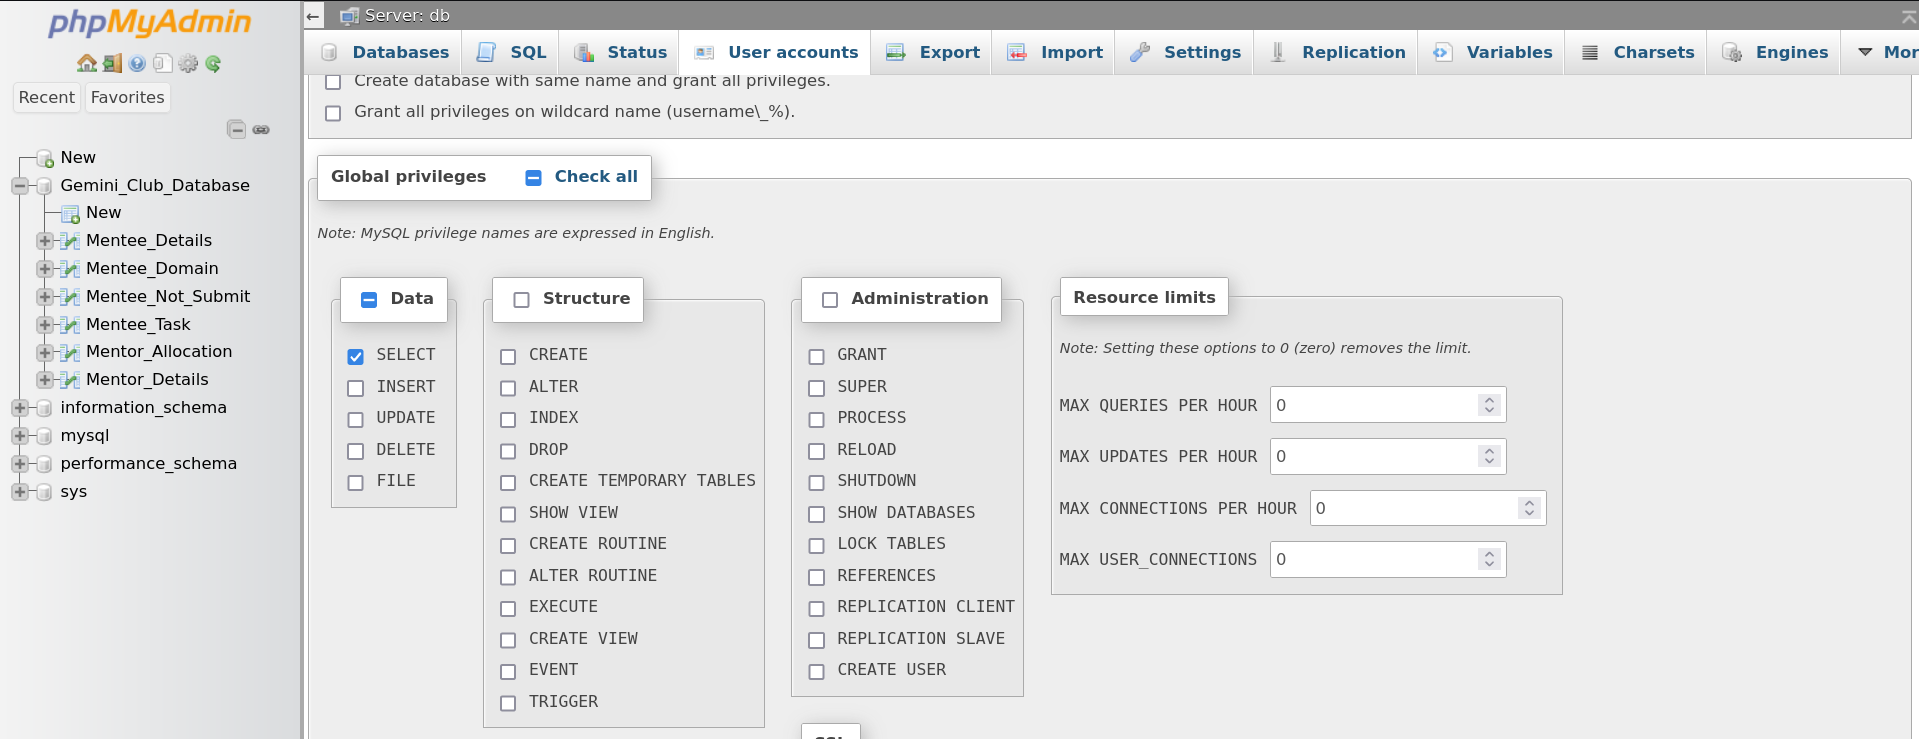 phpMyAdmin
Recent Favorites
New
Gemini_Club_Database
New
Mentee_Details
Mentee_Domain
Mentee_Not_Submit
Mentee_Task
Mentor_Allocation
Mentor_Details
information_schema
mysql
performance_schema
sys
Server: db
Databases SQL Status User accounts Export Import Settings Replication Variables Charsets Engines Mor
Create database with same name and grant all privileges.
Grant all privileges on wildcard name (username\_%).
Global privileges Check all
Note: MySQL privilege names are expressed in English.
Data
SELECT
INSERT
UPDATE
DELETE
FILE
Structure
CREATE
ALTER
INDEX
DROP
CREATE TEMPORARY TABLES
SHOW VIEW
CREATE ROUTINE
ALTER ROUTINE
EXECUTE
CREATE VIEW
EVENT
TRIGGER
Administration
GRANT
SUPER
PROCESS
RELOAD
SHUTDOWN
SHOW DATABASES
LOCK TABLES
REFERENCES
REPLICATION CLIENT
REPLICATION SLAVE
CREATE USER
Resource limits
Note: Setting these options to 0 (zero) removes the limit.
MAX QUERIES PER HOUR 0
MAX UPDATES PER HOUR 0
MAX CONNECTIONS PER HOUR 0
MAX USER_CONNECTIONS 0